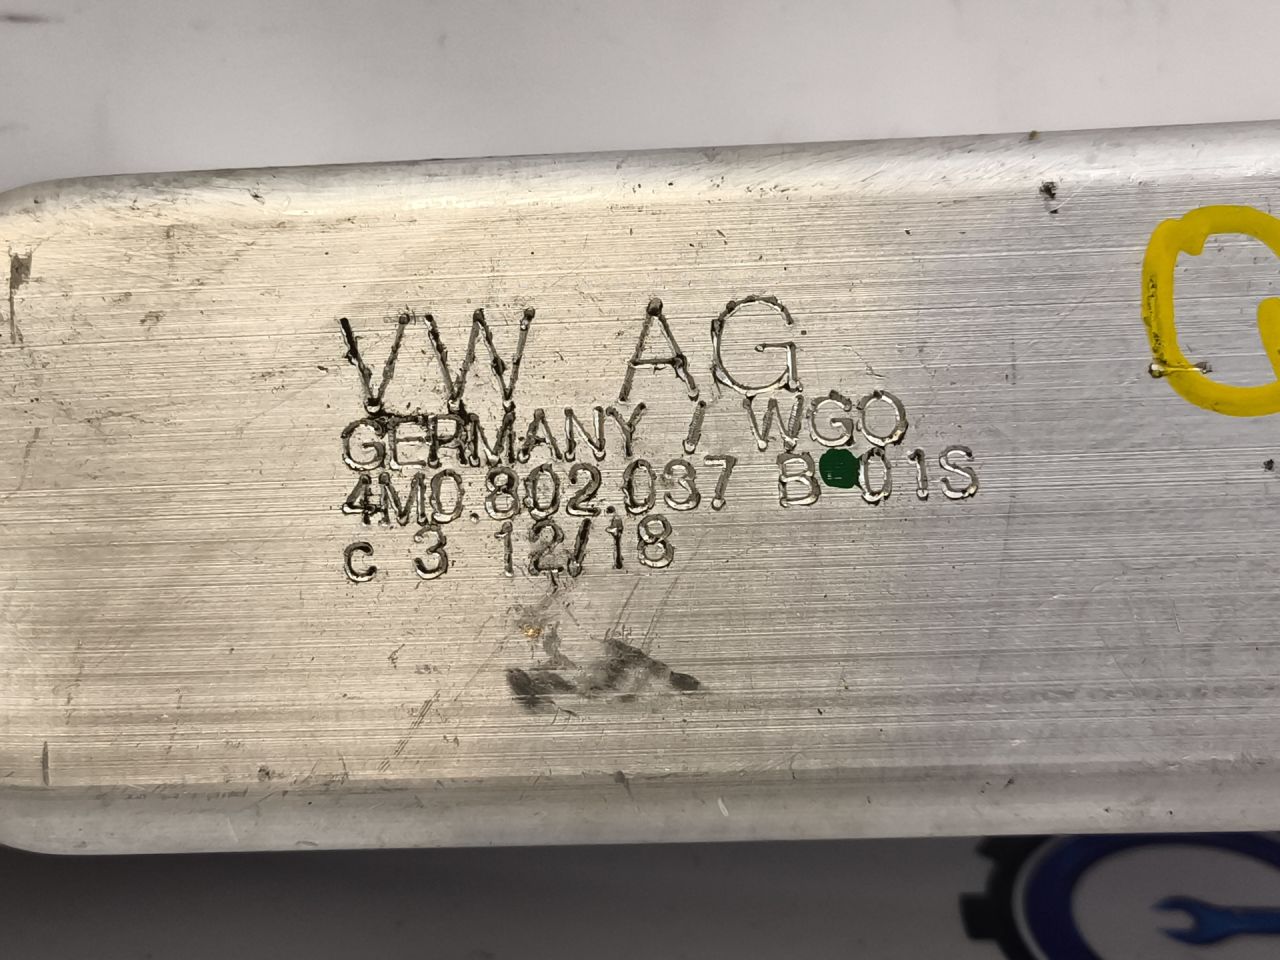 VW AG
GERMANY / WGO
4M0.802.037 B 01S
c 3 12/18